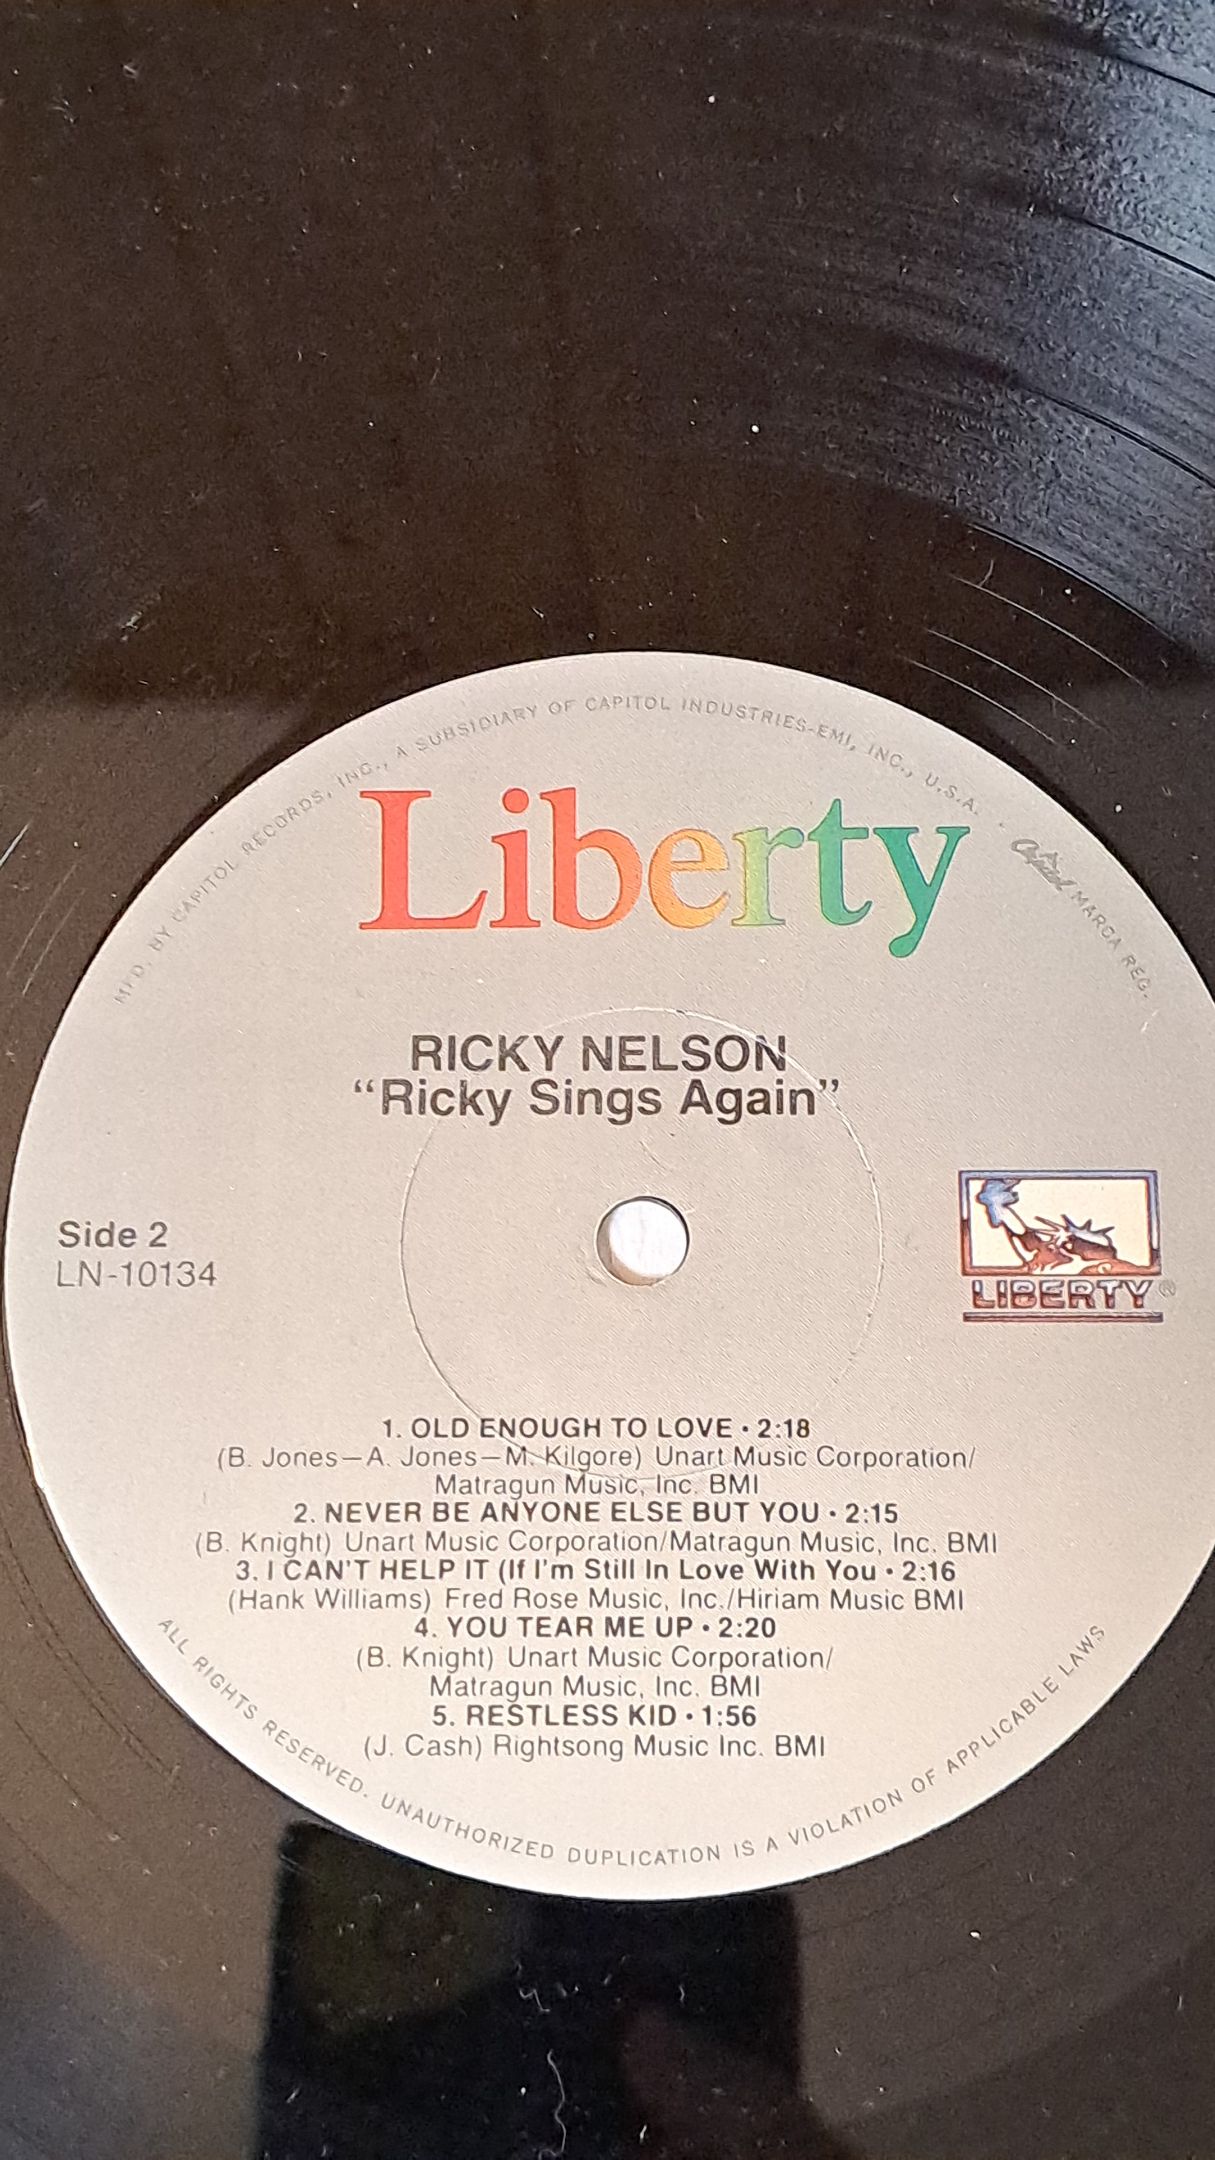 MFD. BY CAPITOL RECORDS, INC., A SUBSIDIARY OF CAPITOL INDUSTRIES-EMI, INC., U.S.A. · Capitol MARCA REG.
Liberty
RICKY NELSON
“Ricky Sings Again”
Side 2
LN-10134
LIBERTY®
1. OLD ENOUGH TO LOVE • 2:18
(B. Jones—A. Jones—M. Kilgore) Unart Music Corporation/
Matragun Music, Inc. BMI
2. NEVER BE ANYONE ELSE BUT YOU • 2:15
(B. Knight) Unart Music Corporation/Matragun Music, Inc. BMI
3. I CAN'T HELP IT (If I'm Still In Love With You • 2:16
(Hank Williams) Fred Rose Music, Inc./Hiriam Music BMI
4. YOU TEAR ME UP • 2:20
(B. Knight) Unart Music Corporation/
Matragun Music, Inc. BMI
5. RESTLESS KID • 1:56
(J. Cash) Rightsong Music Inc. BMI
ALL RIGHTS RESERVED. UNAUTHORIZED DUPLICATION IS A VIOLATION OF APPLICABLE LAWS